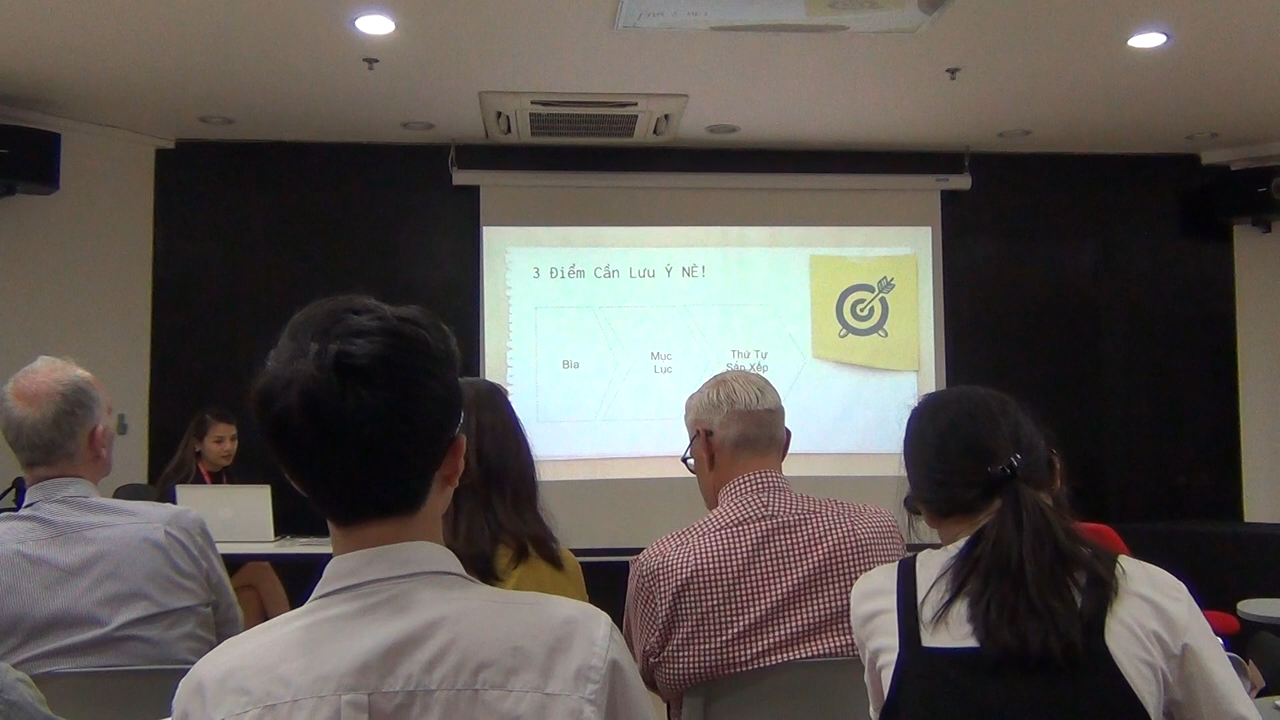 3 Điểm Cần Lưu Ý NÈ!
Bìa
Mục
Lục
Thứ Tự
Sắp Xếp